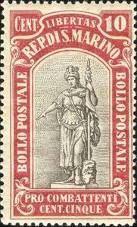 CENT. LIBERTAS 10
REP. DI S. MARINO
BOLLO POSTALE
BOLLO POSTALE
PRO COMBATTENTI
CENT. CINQUE